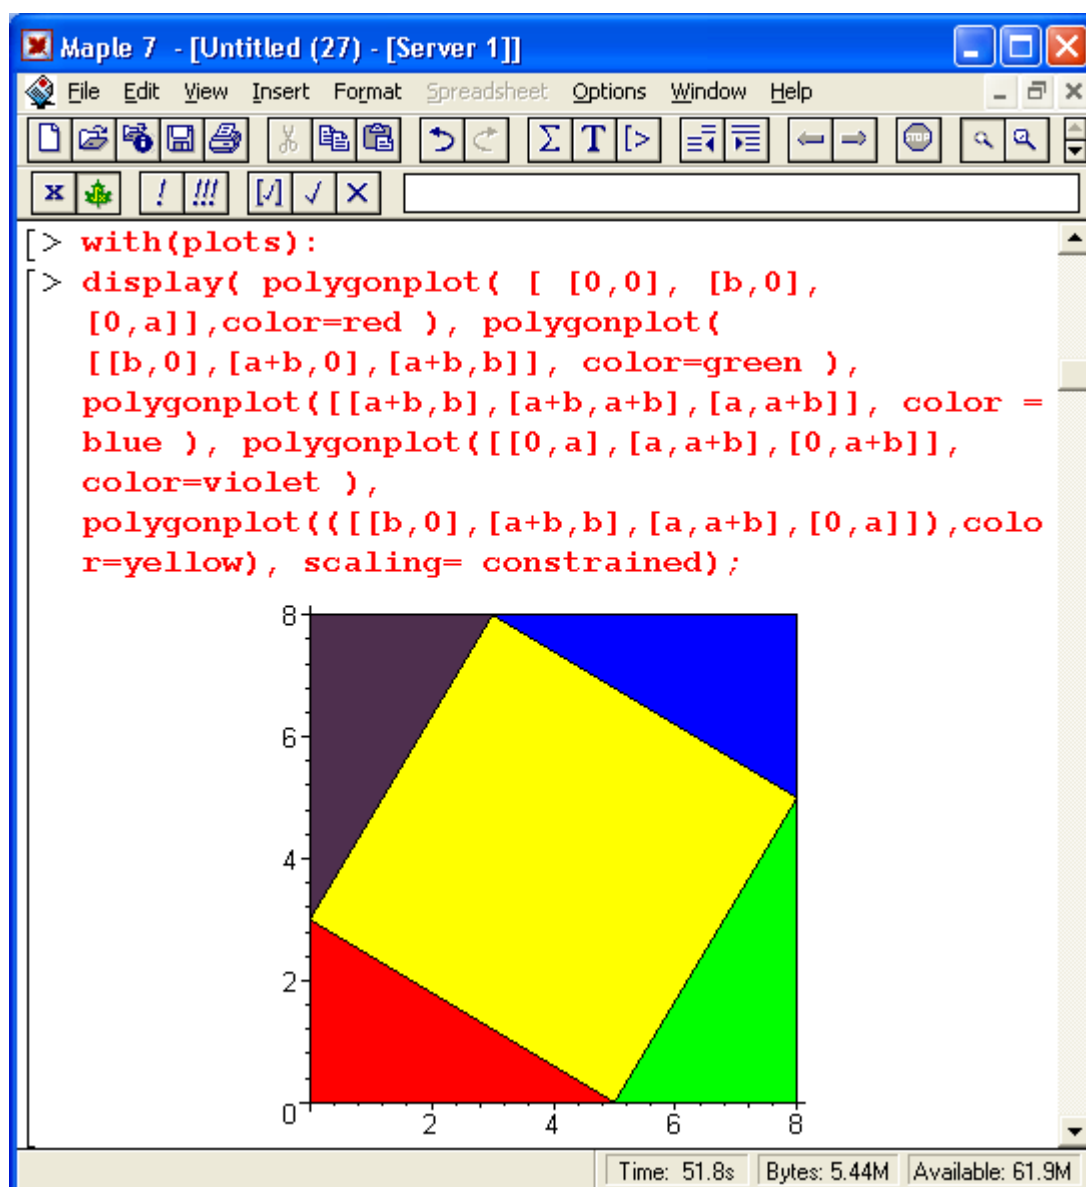 Maple 7 - [Untitled (27) - [Server 1]]
File Edit View Insert Format Spreadsheet Options Window Help
Σ T [>
STOP
x ! !!! [√] √ ✕
[> with(plots):
[> display( polygonplot( [ [0,0], [b,0],
[0,a]],color=red ), polygonplot(
[[b,0],[a+b,0],[a+b,b]], color=green ),
polygonplot([[a+b,b],[a+b,a+b],[a,a+b]], color =
blue ), polygonplot([[0,a],[a,a+b],[0,a+b]],
color=violet ),
polygonplot(([[b,0],[a+b,b],[a,a+b],[0,a]]),colo
r=yellow), scaling= constrained);
8
6
4
2
0
2 4 6 8
Time: 51.8s Bytes: 5.44M Available: 61.9M